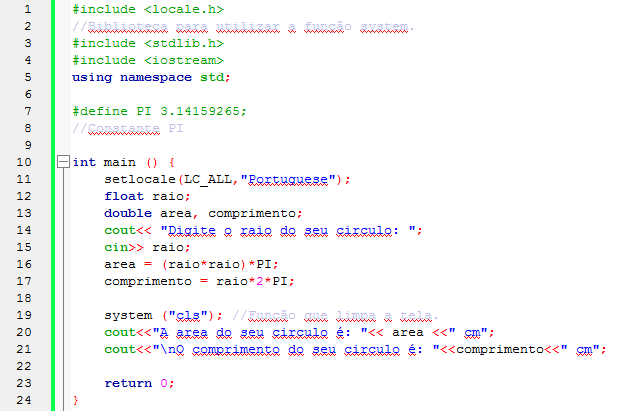 1 #include <locale.h>
2 //Biblioteca para utilizar a função system.
3 #include <stdlib.h>
4 #include <iostream>
5 using namespace std;
6
7 #define PI 3.14159265;
8 //Constante PI
9
10 int main () {
11 setlocale(LC_ALL,"Portuguese");
12 float raio;
13 double area, comprimento;
14 cout<< "Digite o raio do seu circulo: ";
15 cin>> raio;
16 area = (raio*raio)*PI;
17 comprimento = raio*2*PI;
18
19 system ("cls"); //Função que limpa a tela.
20 cout<<"A area do seu circulo é: "<< area <<" cm";
21 cout<<"\nO comprimento do seu circulo é: "<<comprimento<<" cm";
22
23 return 0;
24 }